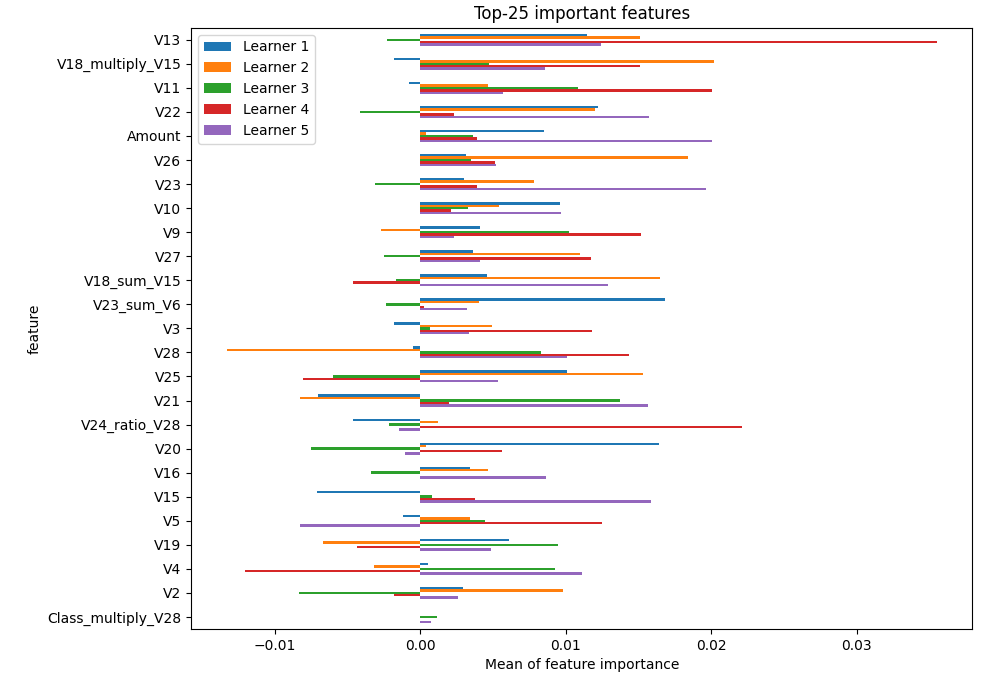 Top-25 important features
Learner 1
Learner 2
Learner 3
Learner 4
Learner 5
V13
V18_multiply_V15
V11
V22
Amount
V26
V23
V10
V9
V27
V18_sum_V15
V23_sum_V6
V3
V28
V25
V21
V24_ratio_V28
V20
V16
V15
V5
V19
V4
V2
Class_multiply_V28
feature
−0.01 0.00 0.01 0.02 0.03
Mean of feature importance